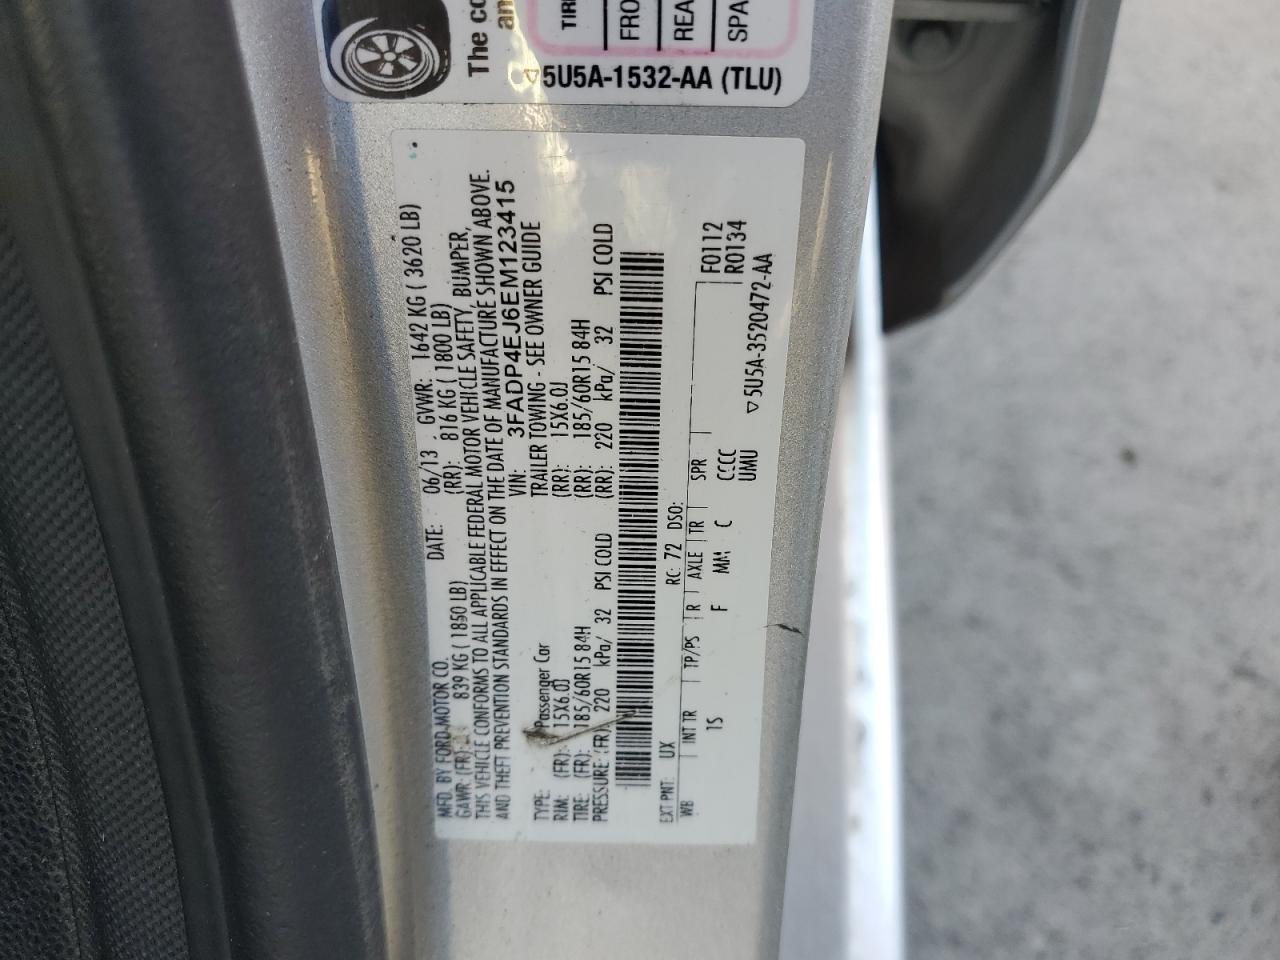 The co
an
TIR
FRO
REA
SPA
5U5A-1532-AA (TLU)
MFD. BY FORD MOTOR CO. DATE: 06/13 GVWR: 1642 KG ( 3620 LB)
GAWR: (FR): 839 KG ( 1850 LB) (RR): 816 KG ( 1800 LB)
THIS VEHICLE CONFORMS TO ALL APPLICABLE FEDERAL MOTOR VEHICLE SAFETY, BUMPER,
AND THEFT PREVENTION STANDARDS IN EFFECT ON THE DATE OF MANUFACTURE SHOWN ABOVE.
VIN: 3FADP4EJ6EM123415
TYPE: Passenger Car TRAILER TOWING - SEE OWNER GUIDE
RIM: (FR): 15X6.0J (RR): 15X6.0J
TIRE: (FR): 185/60R15 84H (RR): 185/60R15 84H
PRESSURE: (FR): 220 kPa/ 32 PSI COLD (RR): 220 kPa/ 32 PSI COLD
EXT PNT: UX RC: 72 DSO: F0112
WB INT TR TP/PS R AXLE TR SPR R0134
1S F MM C CCCC
UMU
5U5A-3520472-AA